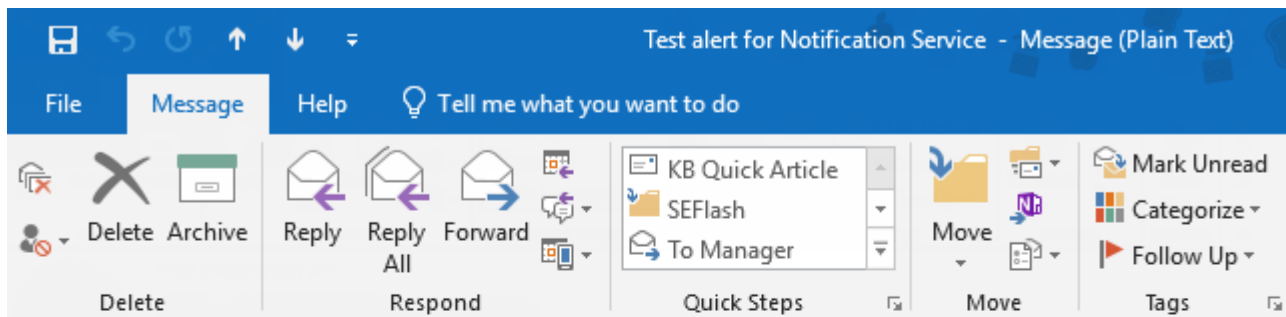 Test alert for Notification Service - Message (Plain Text)
File Message Help Tell me what you want to do
Delete Archive
Reply Reply All Forward
KB Quick Article
SEFlash
To Manager
Move
N
Mark Unread
Categorize
Follow Up
Delete Respond Quick Steps Move Tags